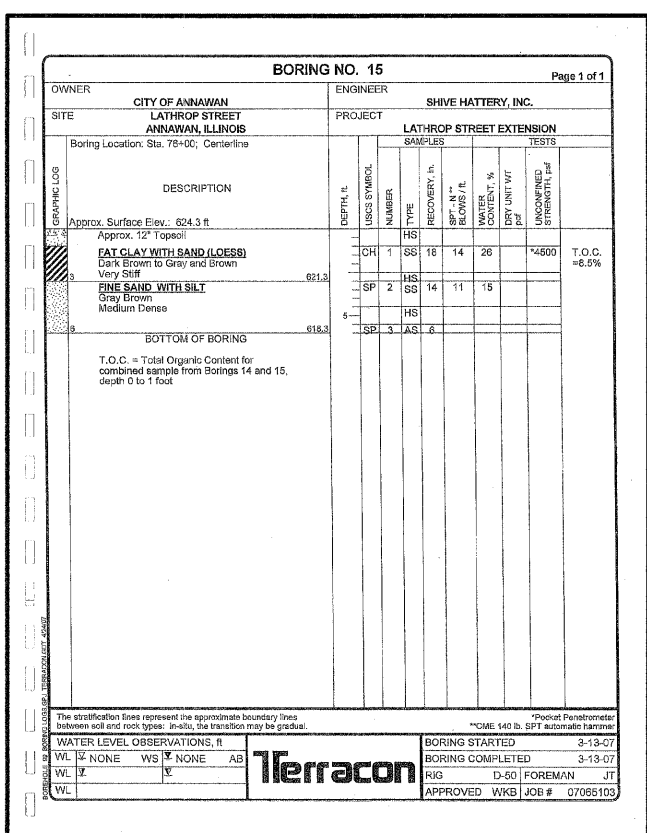 BORING NO. 15
Page 1 of 1
OWNER
CITY OF ANNAWAN
ENGINEER
SHIVE HATTERY, INC.
SITE
LATHROP STREET
ANNAWAN, ILLINOIS
PROJECT
LATHROP STREET EXTENSION
Boring Location: Sta. 76+00; Centerline
SAMPLES
TESTS
GRAPHIC LOG
DESCRIPTION
Approx. Surface Elev.: 624.3 ft
DEPTH, ft.
USCS SYMBOL
NUMBER
TYPE
RECOVERY, in.
SPT - N **
BLOWS / ft.
WATER
CONTENT, %
DRY UNIT WT
pcf
UNCONFINED
STRENGTH, psf
Approx. 12" Topsoil
HS
FAT CLAY WITH SAND (LOESS)
CH 1 SS 18 14 26 *4500 T.O.C.
=8.5%
Dark Brown to Gray and Brown
Very Stiff
3 621.3
HS
FINE SAND WITH SILT
SP 2 SS 14 11 15
Gray Brown
Medium Dense
5
HS
6 618.3
SP 3 AS 6
BOTTOM OF BORING
T.O.C. = Total Organic Content for
combined sample from Borings 14 and 15,
depth 0 to 1 foot
The stratification lines represent the approximate boundary lines
between soil and rock types: in-situ, the transition may be gradual.
*Pocket Penetrometer
**CME 140 lb. SPT automatic hammer
WATER LEVEL OBSERVATIONS, ft
WL NONE WS NONE AB
WL
WL
Terracon
BORING STARTED 3-13-07
BORING COMPLETED 3-13-07
RIG D-50 FOREMAN JT
APPROVED WKB JOB # 07065103